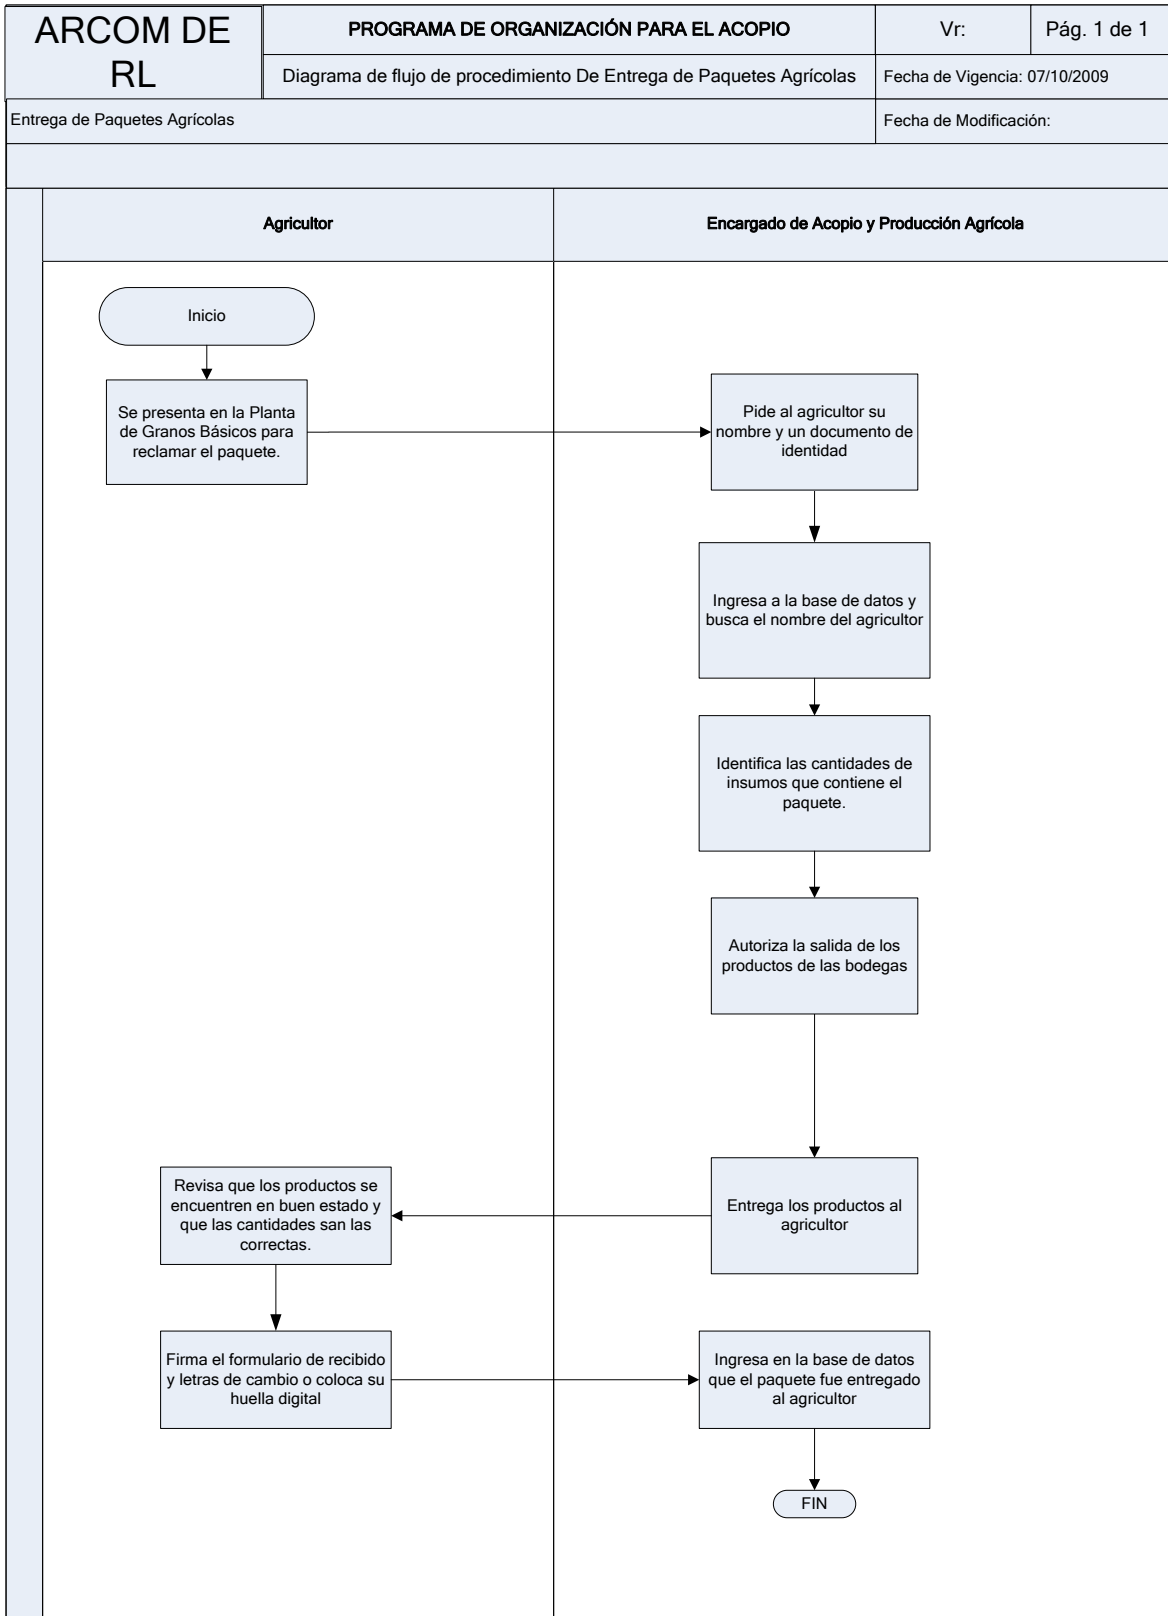 ARCOM DE
RL
PROGRAMA DE ORGANIZACIÓN PARA EL ACOPIO
Vr:
Pág. 1 de 1
Diagrama de flujo de procedimiento De Entrega de Paquetes Agrícolas
Fecha de Vigencia: 07/10/2009
Entrega de Paquetes Agrícolas
Fecha de Modificación:
Agricultor
Encargado de Acopio y Producción Agrícola
Inicio
Se presenta en la Planta
de Granos Básicos para
reclamar el paquete.
Pide al agricultor su
nombre y un documento de
identidad
Ingresa a la base de datos y
busca el nombre del agricultor
Identifica las cantidades de
insumos que contiene el
paquete.
Autoriza la salida de los
productos de las bodegas
Entrega los productos al
agricultor
Revisa que los productos se
encuentren en buen estado y
que las cantidades san las
correctas.
Firma el formulario de recibido
y letras de cambio o coloca su
huella digital
Ingresa en la base de datos
que el paquete fue entregado
al agricultor
FIN